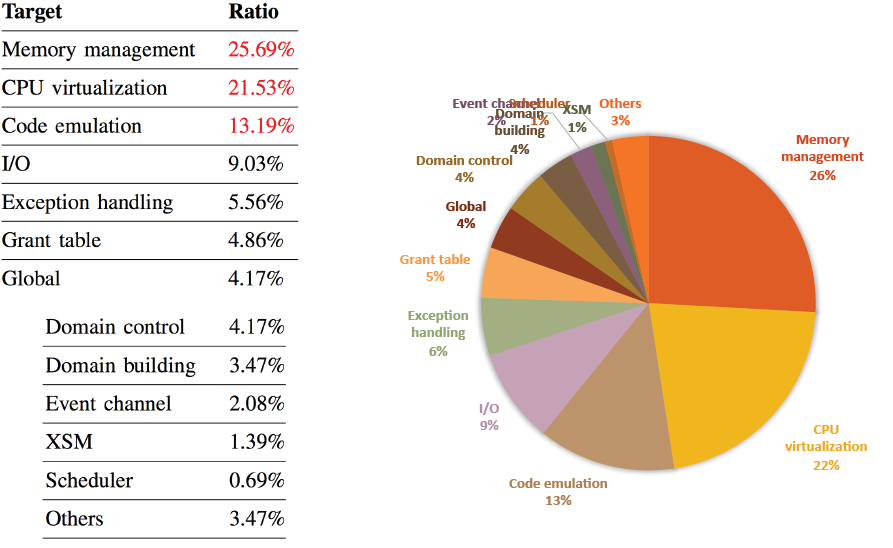 Target Ratio
Memory management 25.69%
CPU virtualization 21.53%
Code emulation 13.19%
I/O 9.03%
Exception handling 5.56%
Grant table 4.86%
Global 4.17%
Domain control 4.17%
Domain building 3.47%
Event channel 2.08%
XSM 1.39%
Scheduler 0.69%
Others 3.47%
Event channel
2%
Scheduler
1%
XSM
1%
Others
3%
Domain
building
4%
Domain control
4%
Global
4%
Grant table
5%
Exception
handling
6%
I/O
9%
Code emulation
13%
CPU
virtualization
22%
Memory
management
26%